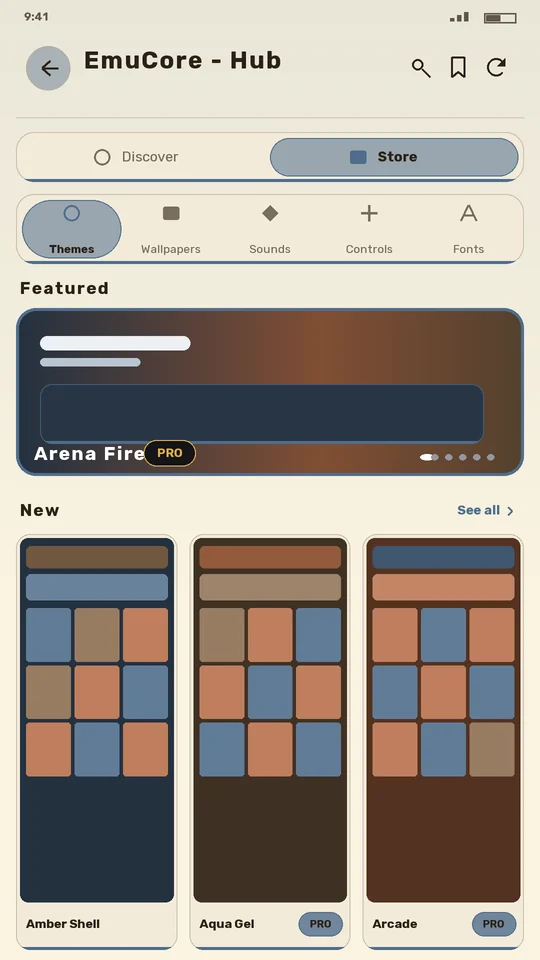 9:41
EmuCore - Hub
Discover
Store
Themes
Wallpapers
Sounds
Controls
Fonts
Featured
Arena Fire
PRO
New
See all
Amber Shell
Aqua Gel
PRO
Arcade
PRO